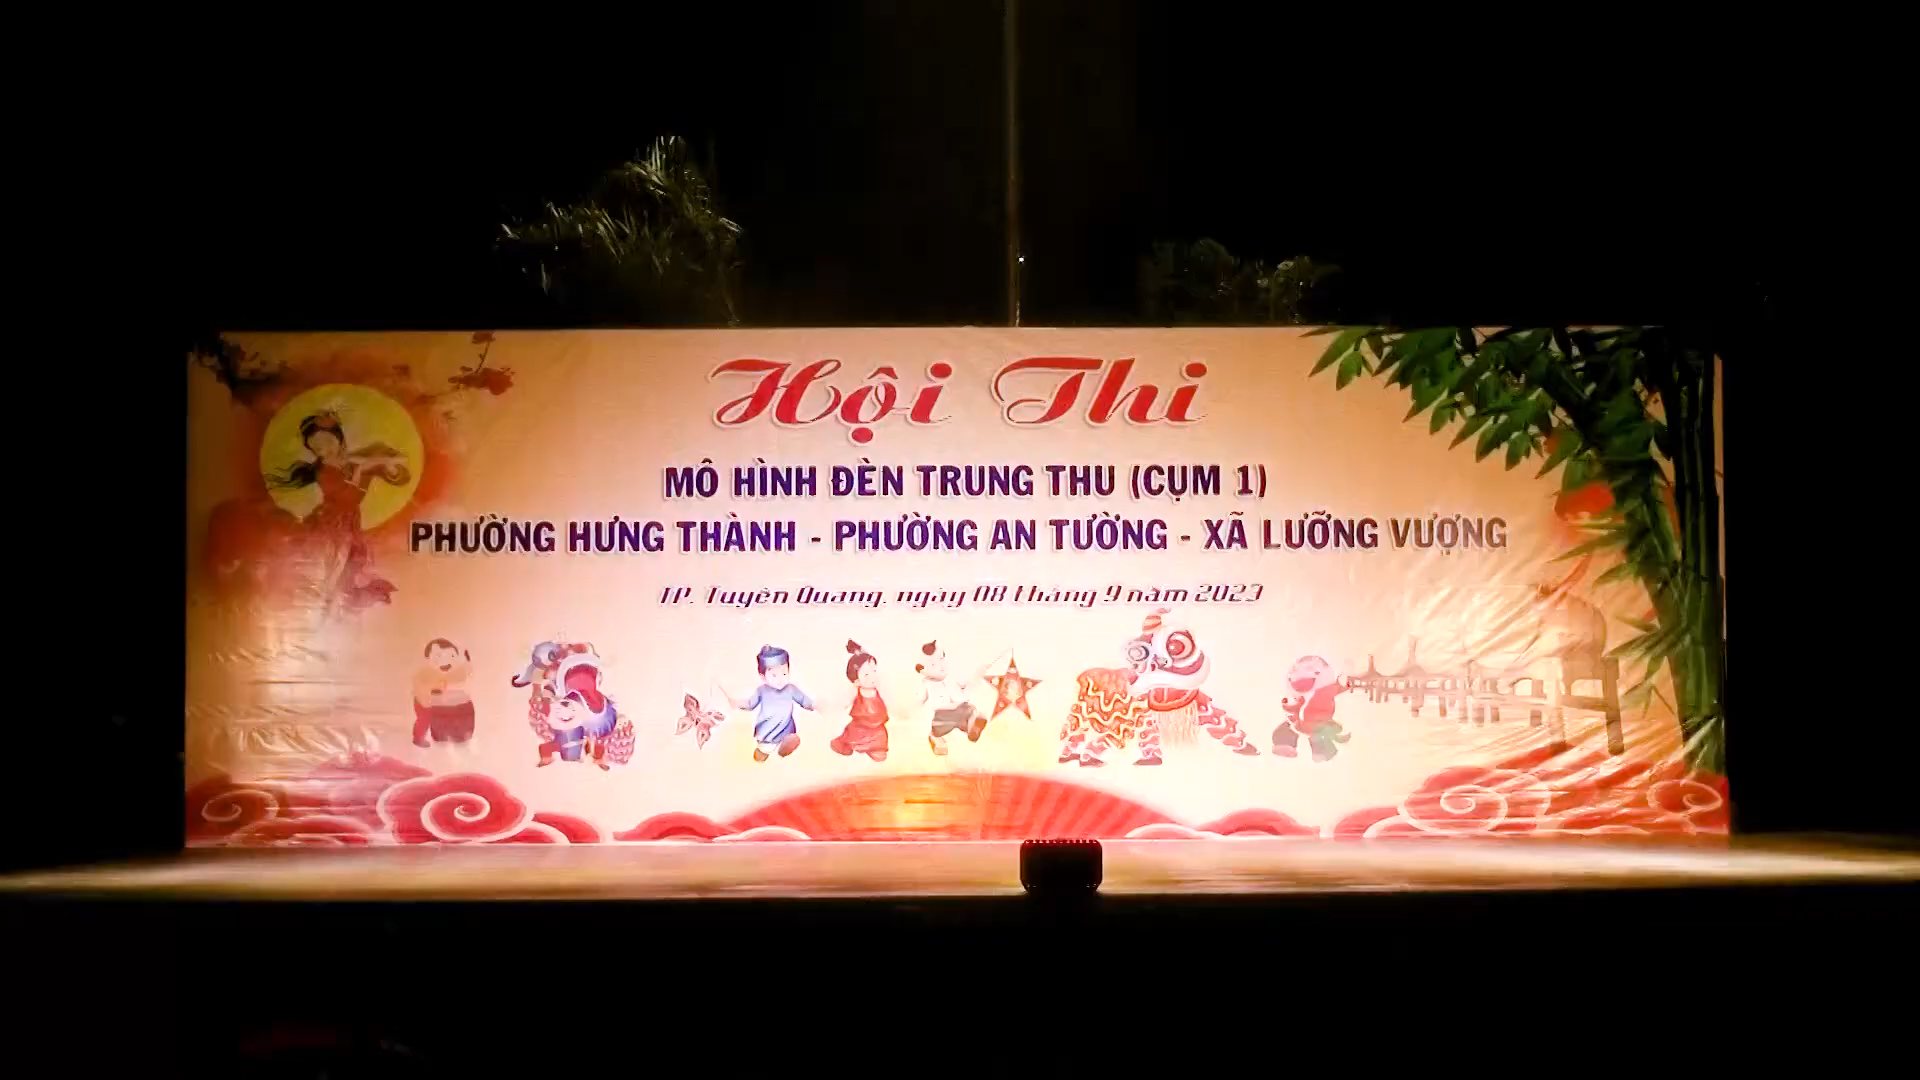 Hội Thi
MÔ HÌNH ĐÈN TRUNG THU (CỤM 1)
PHƯỜNG HƯNG THÀNH - PHƯỜNG AN TƯỜNG - XÃ LƯỠNG VƯỢNG
TP. Tuyên Quang, ngày 08 tháng 9 năm 2023